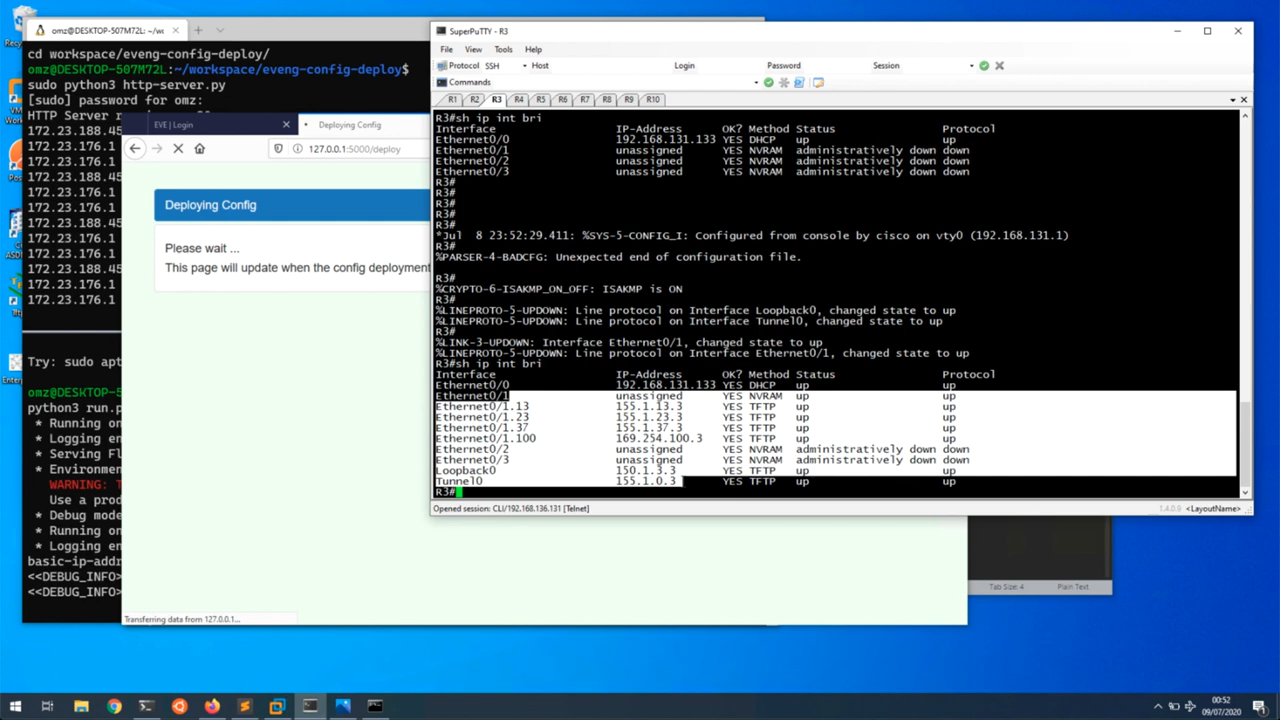 omz@DESKTOP-507M72L: ~/wc
cd workspace/eveng-config-deploy/
omz@DESKTOP-507M72L:~/workspace/eveng-config-deploy$
sudo python3 http-server.py
[sudo] password for omz:
HTTP Server
172.23.188.45
172.23.176.1
172.23.176.1
172.23.176.1
172.23.176.1
172.23.188.45
172.23.176.1
172.23.176.1
172.23.188.45
172.23.176.1
172.23.188.45
172.23.176.1
Try: sudo apt
omz@DESKTOP-507M72L
python3 run.p
* Running on
* Logging en
* Serving Fl
* Environmen
WARNING: T
Use a prod
* Debug mode
* Running on
* Logging en
basic-ip-addr
<<DEBUG_INFO>
<<DEBUG_INFO>
EVE | Login
Deploying Config
127.0.0.1:5000/deploy
Deploying Config
Please wait ...
This page will update when the config deployment
Transferring data from 127.0.0.1...
SuperPuTTY - R3
File View Tools Help
Protocol SSH Host Login Password Session
Commands
R1 R2 R3 R4 R5 R6 R7 R8 R9 R10
R3#sh ip int bri
Interface IP-Address OK? Method Status Protocol
Ethernet0/0 192.168.131.133 YES DHCP up up
Ethernet0/1 unassigned YES NVRAM administratively down down
Ethernet0/2 unassigned YES NVRAM administratively down down
Ethernet0/3 unassigned YES NVRAM administratively down down
R3#
R3#
R3#
R3#
R3#
*Jul 8 23:52:29.411: %SYS-5-CONFIG_I: Configured from console by cisco on vty0 (192.168.131.1)
R3#
%PARSER-4-BADCFG: Unexpected end of configuration file.
R3#
%CRYPTO-6-ISAKMP_ON_OFF: ISAKMP is ON
R3#
%LINEPROTO-5-UPDOWN: Line protocol on Interface Loopback0, changed state to up
%LINEPROTO-5-UPDOWN: Line protocol on Interface Tunnel0, changed state to up
R3#
%LINK-3-UPDOWN: Interface Ethernet0/1, changed state to up
%LINEPROTO-5-UPDOWN: Line protocol on Interface Ethernet0/1, changed state to up
R3#sh ip int bri
Interface IP-Address OK? Method Status Protocol
Ethernet0/0 192.168.131.133 YES DHCP up up
Ethernet0/1 unassigned YES NVRAM up up
Ethernet0/1.13 155.1.13.3 YES TFTP up up
Ethernet0/1.23 155.1.23.3 YES TFTP up up
Ethernet0/1.37 155.1.37.3 YES TFTP up up
Ethernet0/1.100 169.254.100.3 YES TFTP up up
Ethernet0/2 unassigned YES NVRAM administratively down down
Ethernet0/3 unassigned YES NVRAM administratively down down
Loopback0 150.1.3.3 YES TFTP up up
Tunnel0 155.1.0.3 YES TFTP up up
R3#
Opened session: CLI/192.168.136.131 [Telnet]
1.4.0.9 <LayoutName>
Tab Size: 4 Plain Text
00:52
09/07/2020